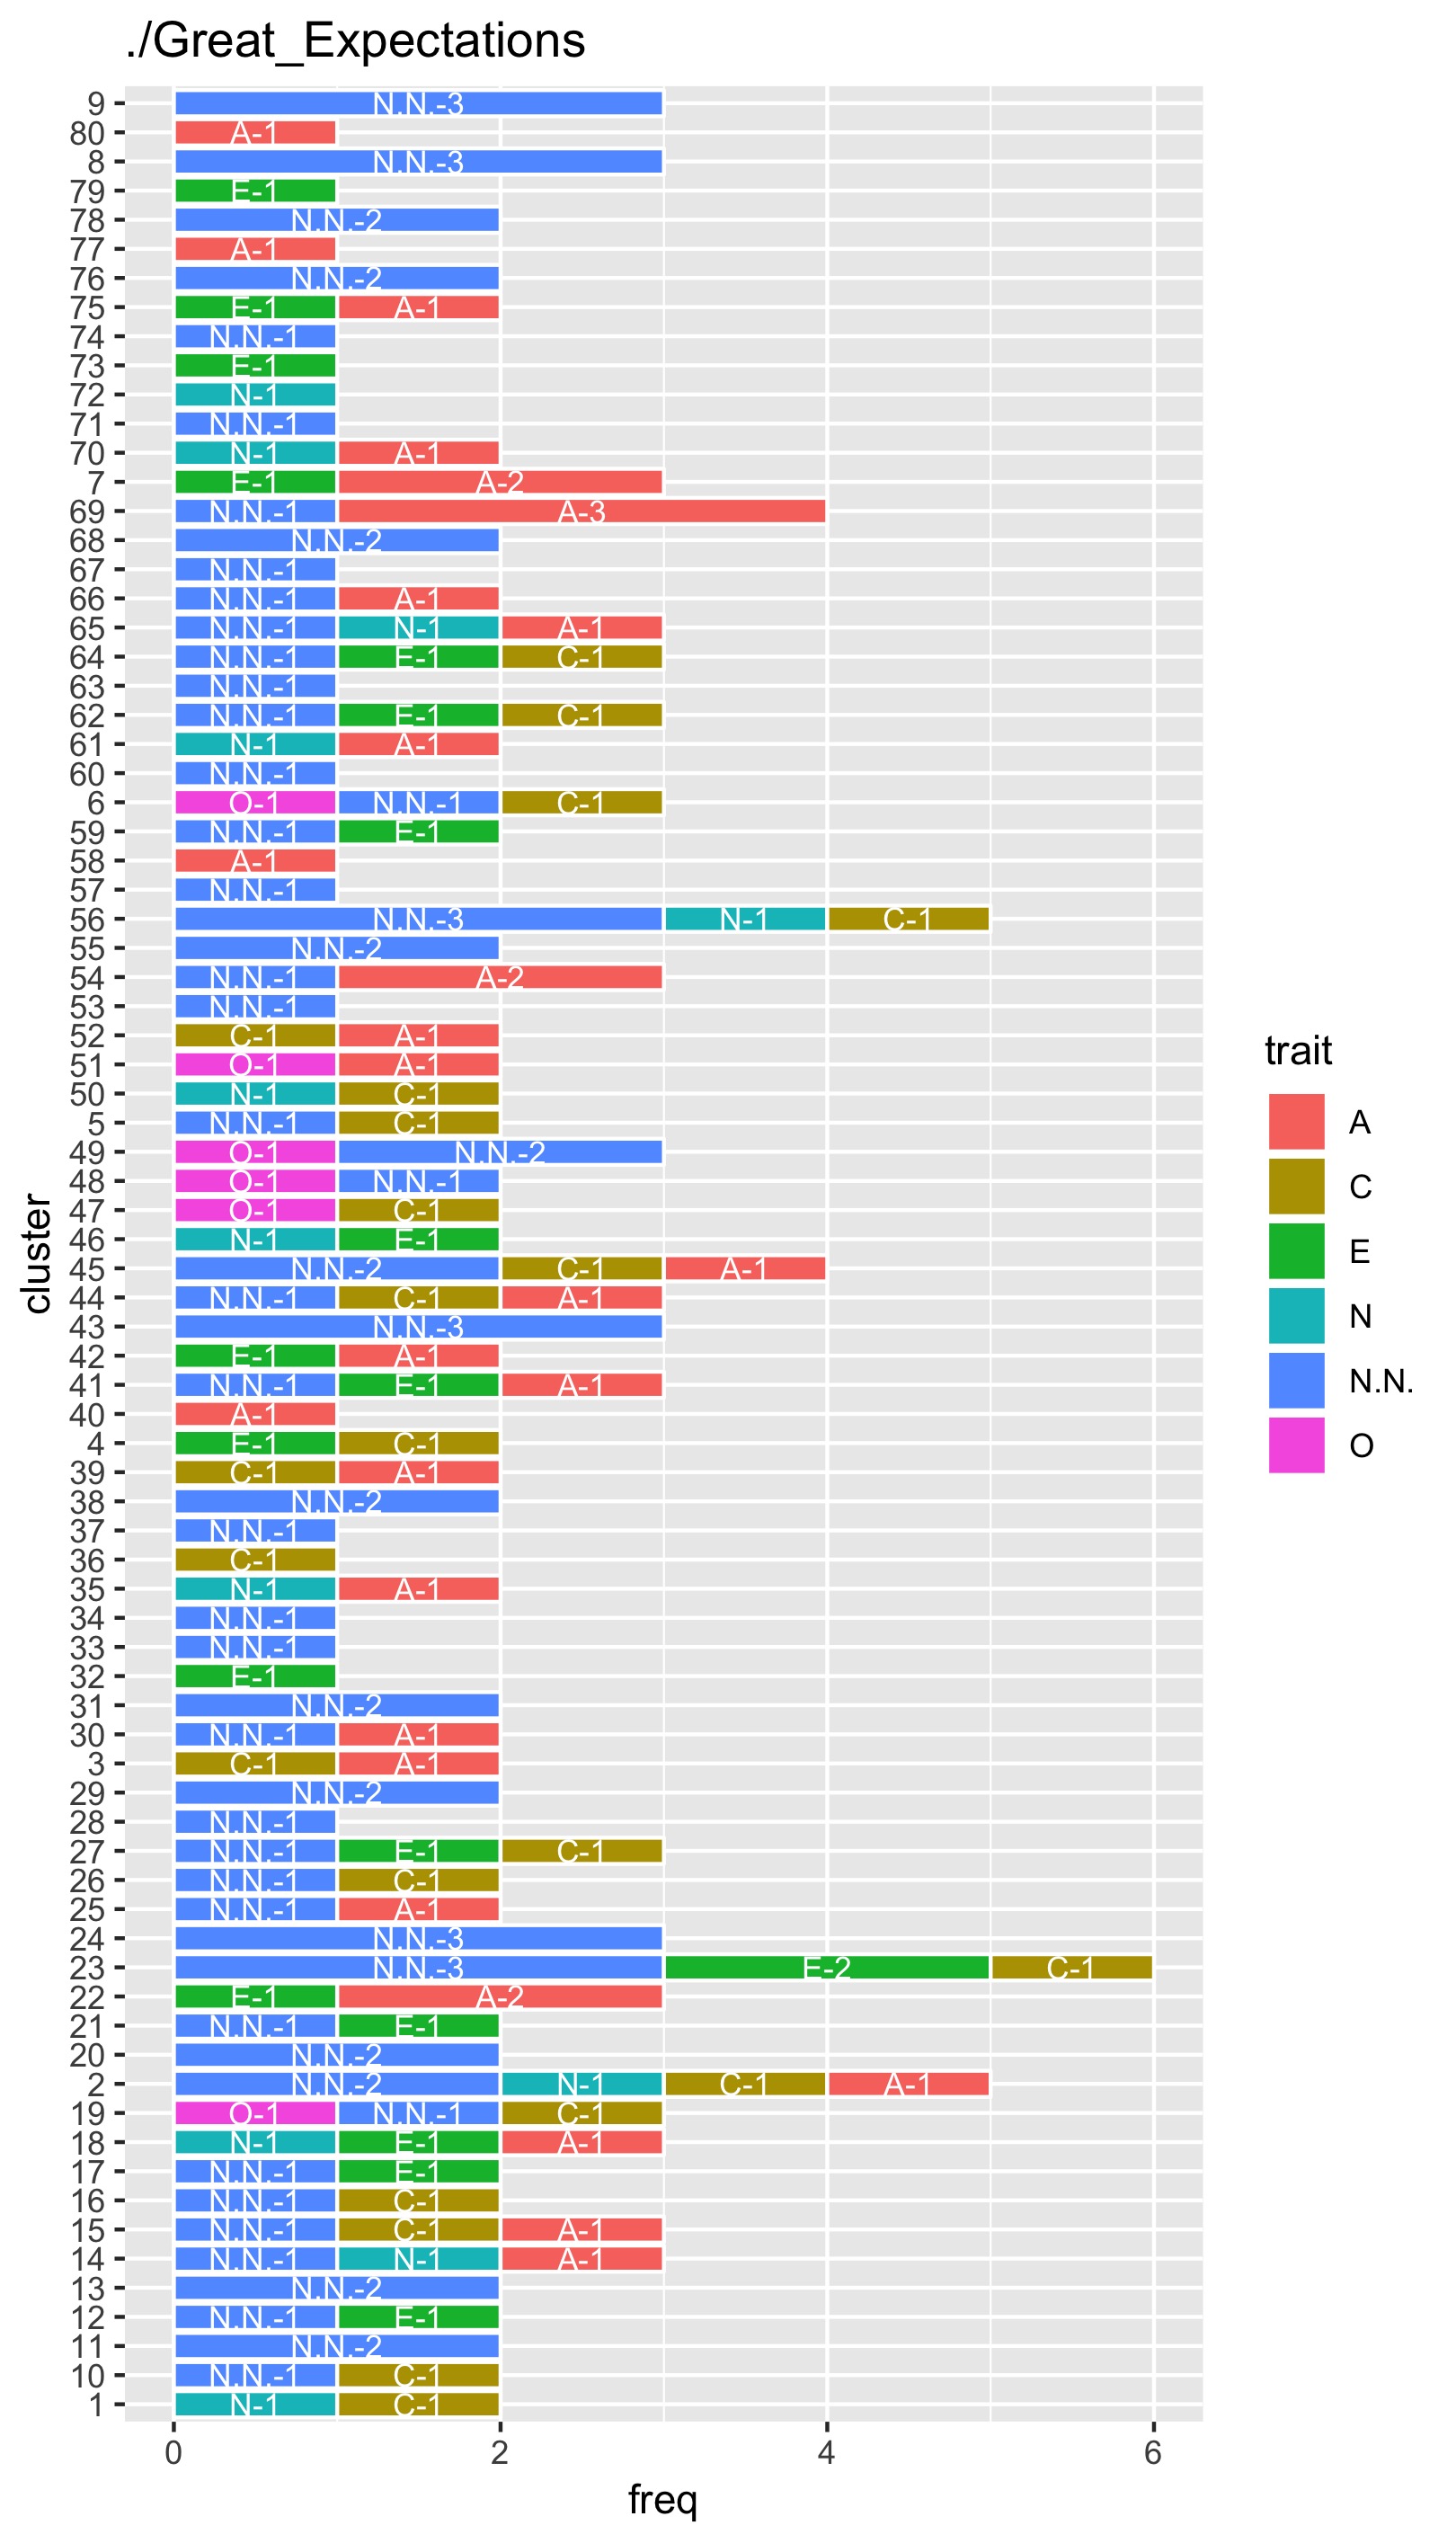 ./Great_Expectations
9 N.N.-3
80 A-1
8 N.N.-3
79 E-1
78 N.N.-2
77 A-1
76 N.N.-2
75 E-1 A-1
74 N.N.-1
73 E-1
72 N-1
71 N.N.-1
70 N-1 A-1
7 E-1 A-2
69 N.N.-1 A-3
68 N.N.-2
67 N.N.-1
66 N.N.-1 A-1
65 N.N.-1 N-1 A-1
64 N.N.-1 E-1 C-1
63 N.N.-1
62 N.N.-1 E-1 C-1
61 N-1 A-1
60 N.N.-1
6 O-1 N.N.-1 C-1
59 N.N.-1 E-1
58 A-1
57 N.N.-1
56 N.N.-3 N-1 C-1
55 N.N.-2
54 N.N.-1 A-2
53 N.N.-1
52 C-1 A-1
51 O-1 A-1
50 N-1 C-1
5 N.N.-1 C-1
49 O-1 N.N.-2
48 O-1 N.N.-1
47 O-1 C-1
46 N-1 E-1
45 N.N.-2 C-1 A-1
44 N.N.-1 C-1 A-1
43 N.N.-3
42 E-1 A-1
41 N.N.-1 E-1 A-1
40 A-1
4 E-1 C-1
39 C-1 A-1
38 N.N.-2
37 N.N.-1
36 C-1
35 N-1 A-1
34 N.N.-1
33 N.N.-1
32 E-1
31 N.N.-2
30 N.N.-1 A-1
3 C-1 A-1
29 N.N.-2
28 N.N.-1
27 N.N.-1 E-1 C-1
26 N.N.-1 C-1
25 N.N.-1 A-1
24 N.N.-3
23 N.N.-3 E-2 C-1
22 E-1 A-2
21 N.N.-1 E-1
20 N.N.-2
2 N.N.-2 N-1 C-1 A-1
19 O-1 N.N.-1 C-1
18 N-1 E-1 A-1
17 N.N.-1 E-1
16 N.N.-1 C-1
15 N.N.-1 C-1 A-1
14 N.N.-1 N-1 A-1
13 N.N.-2
12 N.N.-1 E-1
11 N.N.-2
10 N.N.-1 C-1
1 N-1 C-1
0 2 4 6
freq
cluster
trait
A
C
E
N
N.N.
O